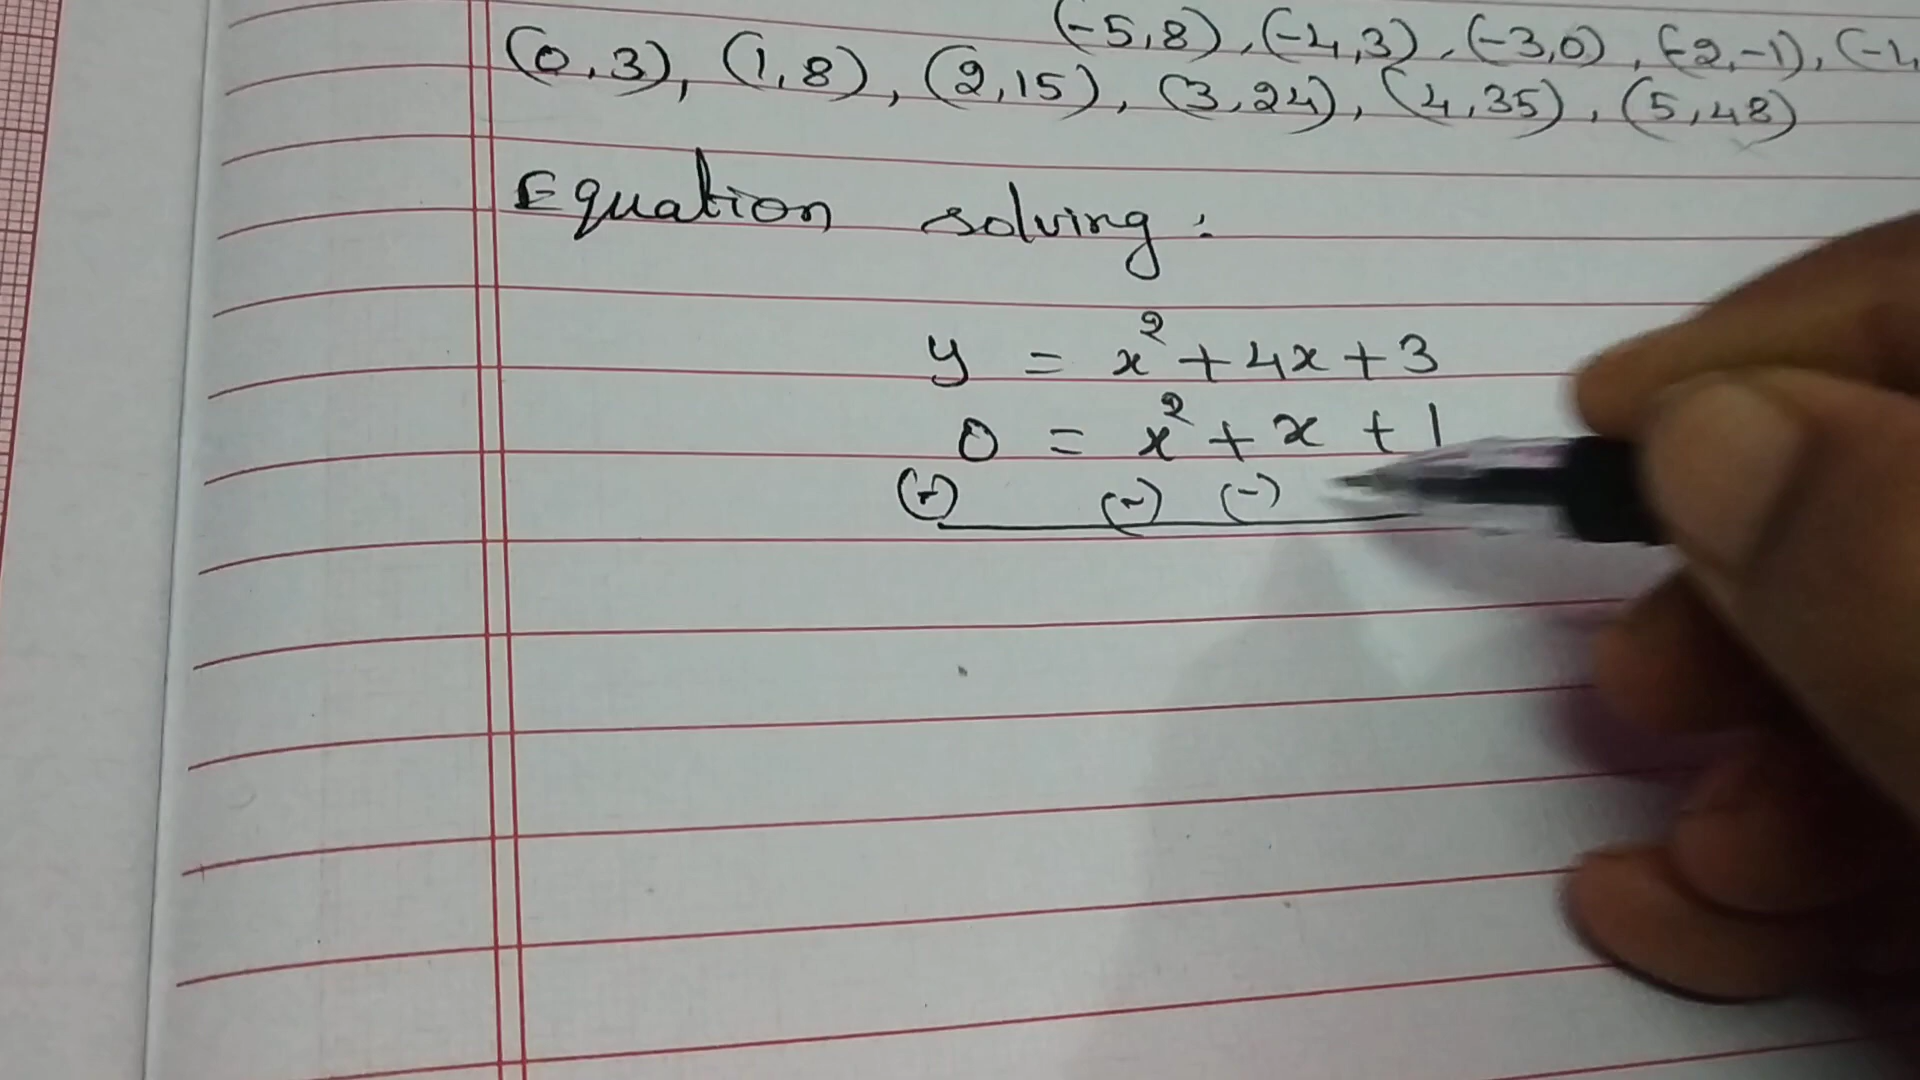 (-5,8), (-4,3), (-3,0), (-2,-1), (-1,
(0,3), (1,8), (2,15), (3,24), (4,35), (5,48)
Equation solving:
y = x² + 4x + 3
0 = x² + x + 1
(-) (-) (-)